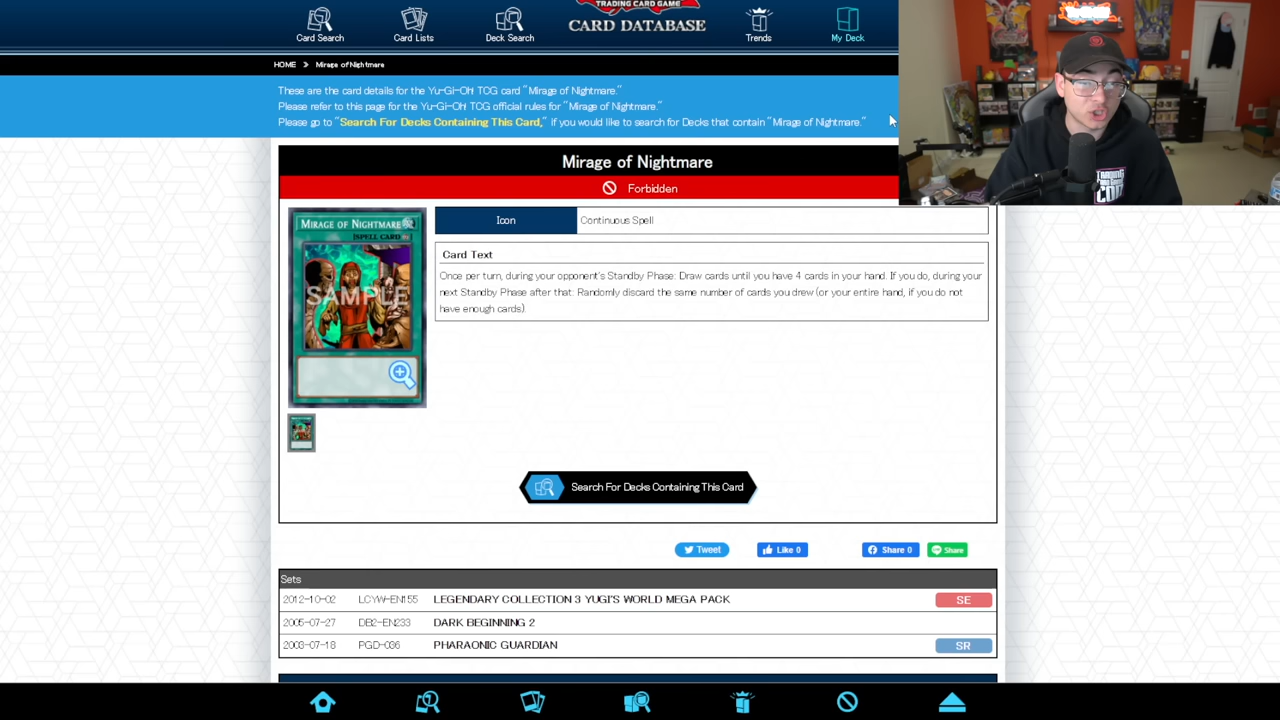 TRADING CARD GAME
CARD DATABASE
Card Search
Card Lists
Deck Search
Trends
My Deck
HOME » Mirage of Nightmare
These are the card details for the Yu-Gi-Oh! TCG card "Mirage of Nightmare."
Please refer to this page for the Yu-Gi-Oh! TCG official rules for "Mirage of Nightmare."
Please go to "Search For Decks Containing This Card," if you would like to search for Decks that contain "Mirage of Nightmare."
Mirage of Nightmare
Forbidden
MIRAGE OF NIGHTMARE
[SPELL CARD
SAMPLE
Icon
Continuous Spell
Card Text
Once per turn, during your opponent's Standby Phase: Draw cards until you have 4 cards in your hand. If you do, during your
next Standby Phase after that: Randomly discard the same number of cards you drew (or your entire hand, if you do not
have enough cards).
Search For Decks Containing This Card
Tweet
Like 0
Share 0
Share
Sets
2012-10-02 LCYW-EN155 LEGENDARY COLLECTION 3 YUGI'S WORLD MEGA PACK SE
2005-07-27 DB2-EN233 DARK BEGINNING 2
2003-07-18 PGD-036 PHARAONIC GUARDIAN SR